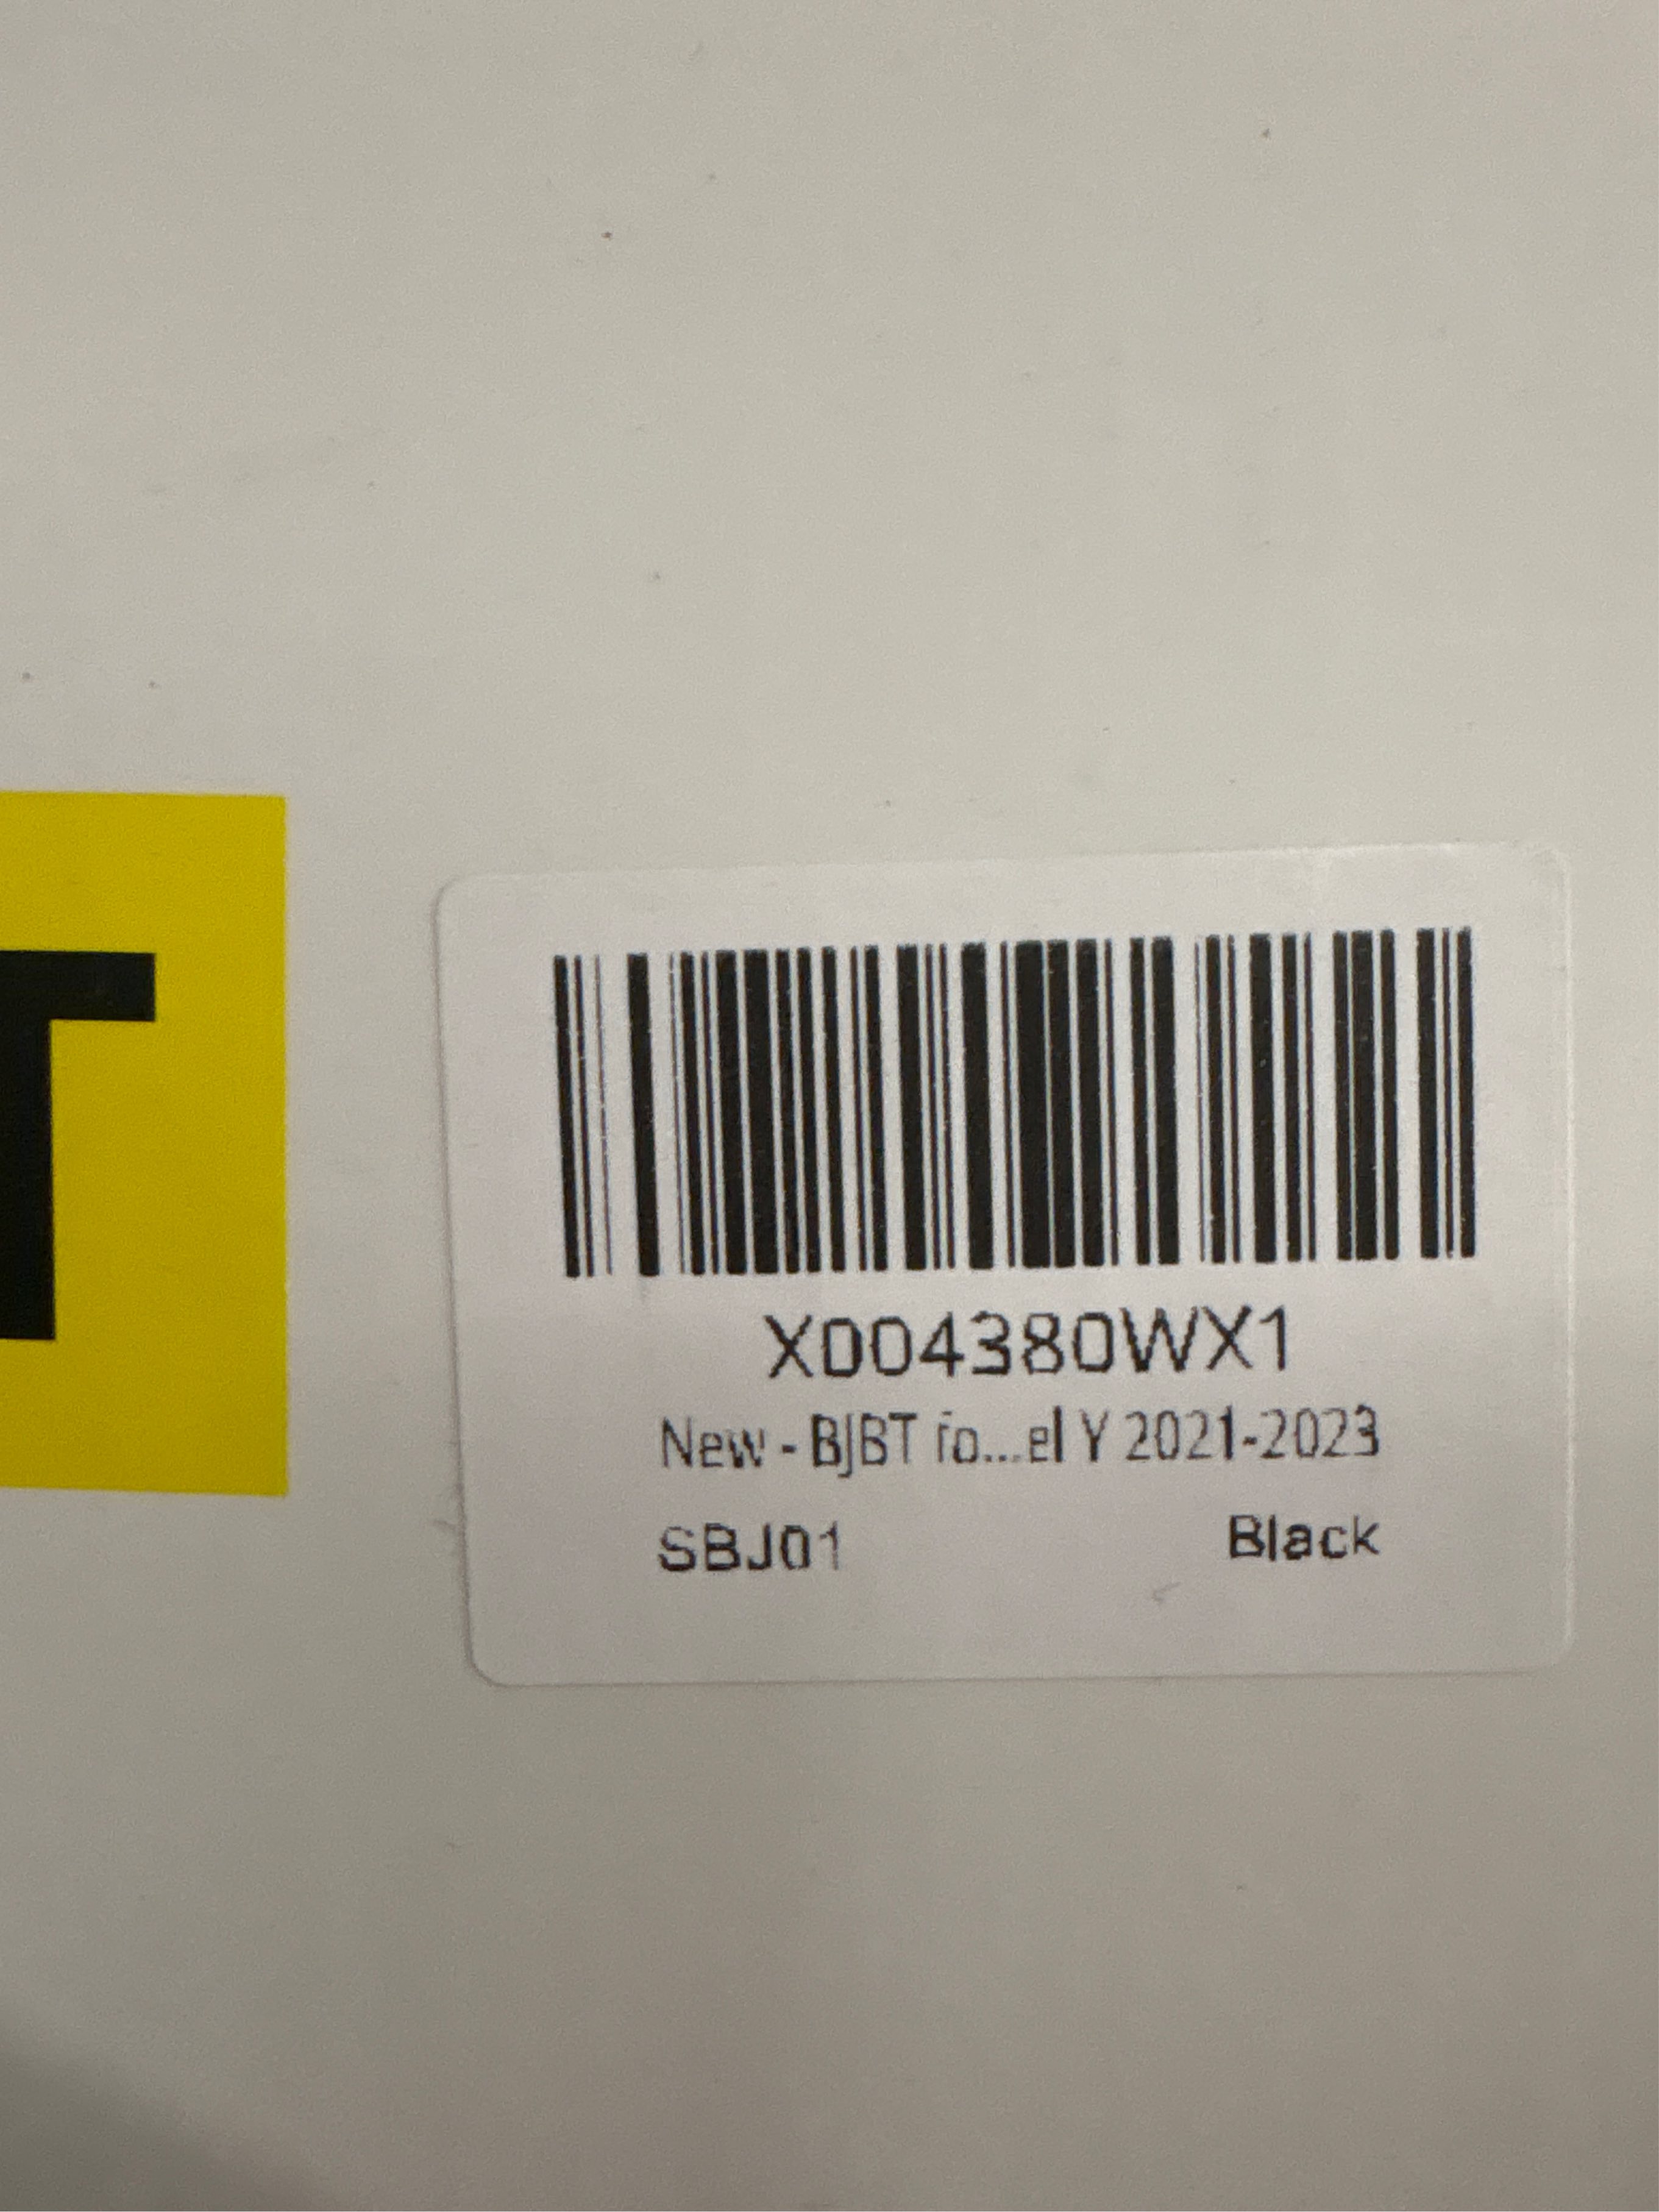 T
X004380WX1
New - BJBT fo...el Y 2021-2023
SBJ01 Black